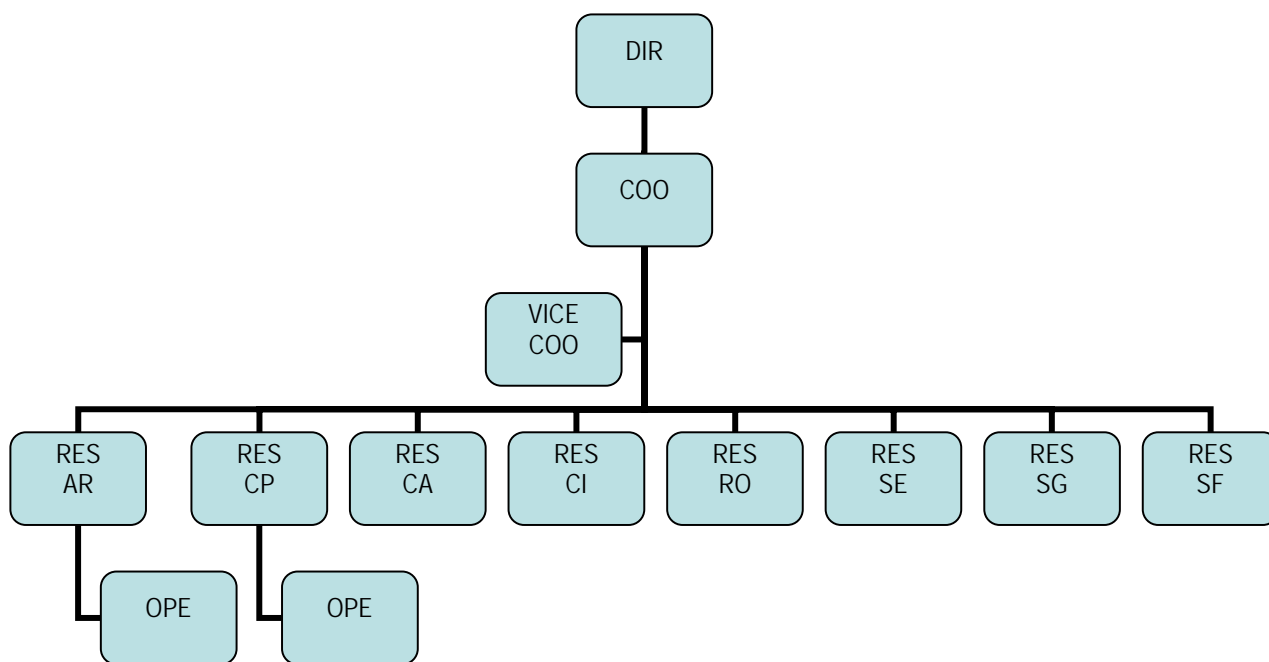 DIR
COO
VICE
COO
RES
AR
RES
CP
RES
CA
RES
CI
RES
RO
RES
SE
RES
SG
RES
SF
OPE
OPE